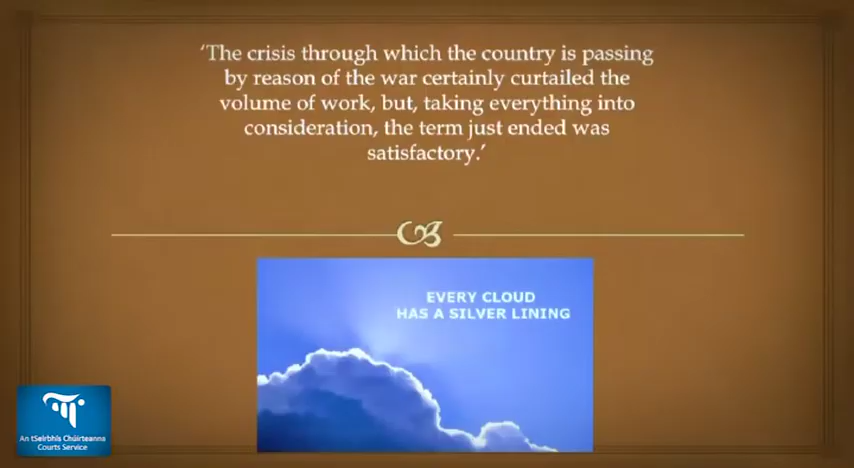 ‘The crisis through which the country is passing
by reason of the war certainly curtailed the
volume of work, but, taking everything into
consideration, the term just ended was
satisfactory.’
EVERY CLOUD
HAS A SILVER LINING
An tSeirbhís Chúirteanna
Courts Service